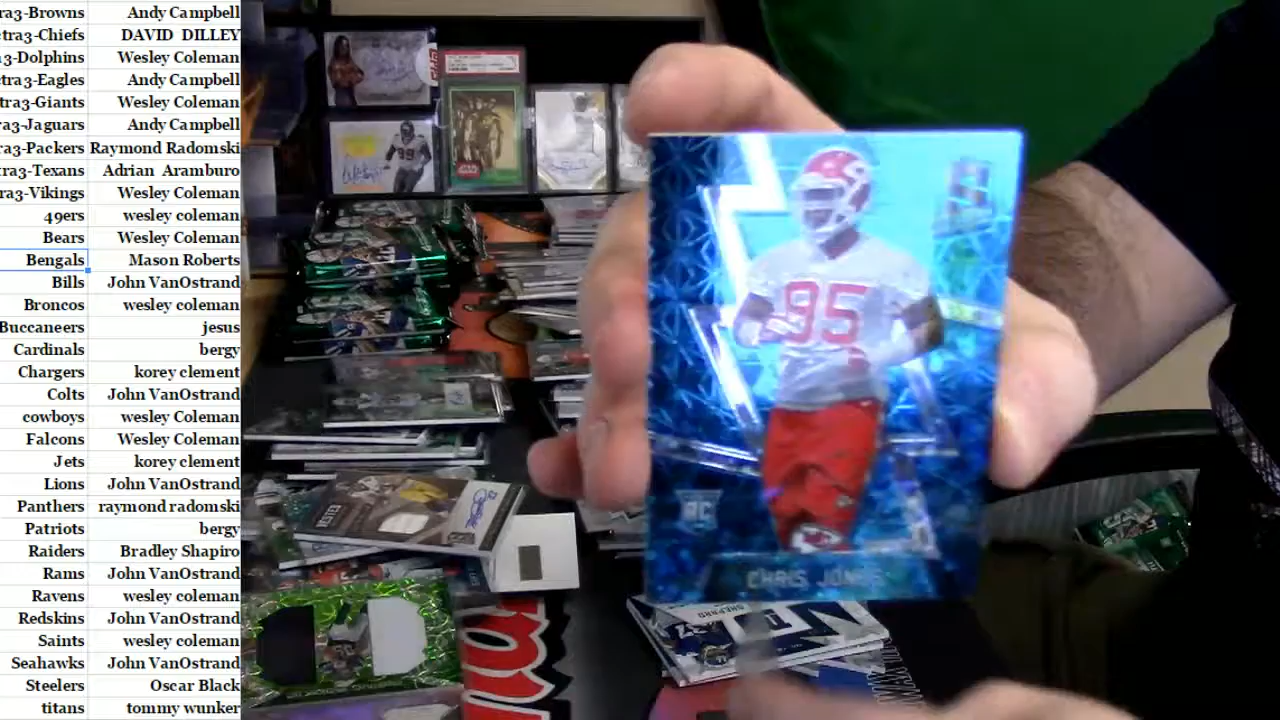 ra3-Browns Andy Campbell
tra3-Chiefs DAVID DILLEY
3-Dolphins Wesley Coleman
ctra3-Eagles Andy Campbell
tra3-Giants Wesley Coleman
ra3-Jaguars Andy Campbell
ra3-Packers Raymond Radomski
tra3-Texans Adrian Aramburo
ra3-Vikings Wesley Coleman
49ers wesley coleman
Bears Wesley Coleman
Bengals Mason Roberts
Bills John VanOstrand
Broncos wesley coleman
Buccaneers jesus
Cardinals bergy
Chargers korey clement
Colts John VanOstrand
cowboys wesley Coleman
Falcons Wesley Coleman
Jets korey clement
Lions John VanOstrand
Panthers raymond radomski
Patriots bergy
Raiders Bradley Shapiro
Rams John VanOstrand
Ravens wesley coleman
Redskins John VanOstrand
Saints wesley coleman
Seahawks John VanOstrand
Steelers Oscar Black
titans tommy wunker
95
RC
CHRIS JONES
99
SHEPARD